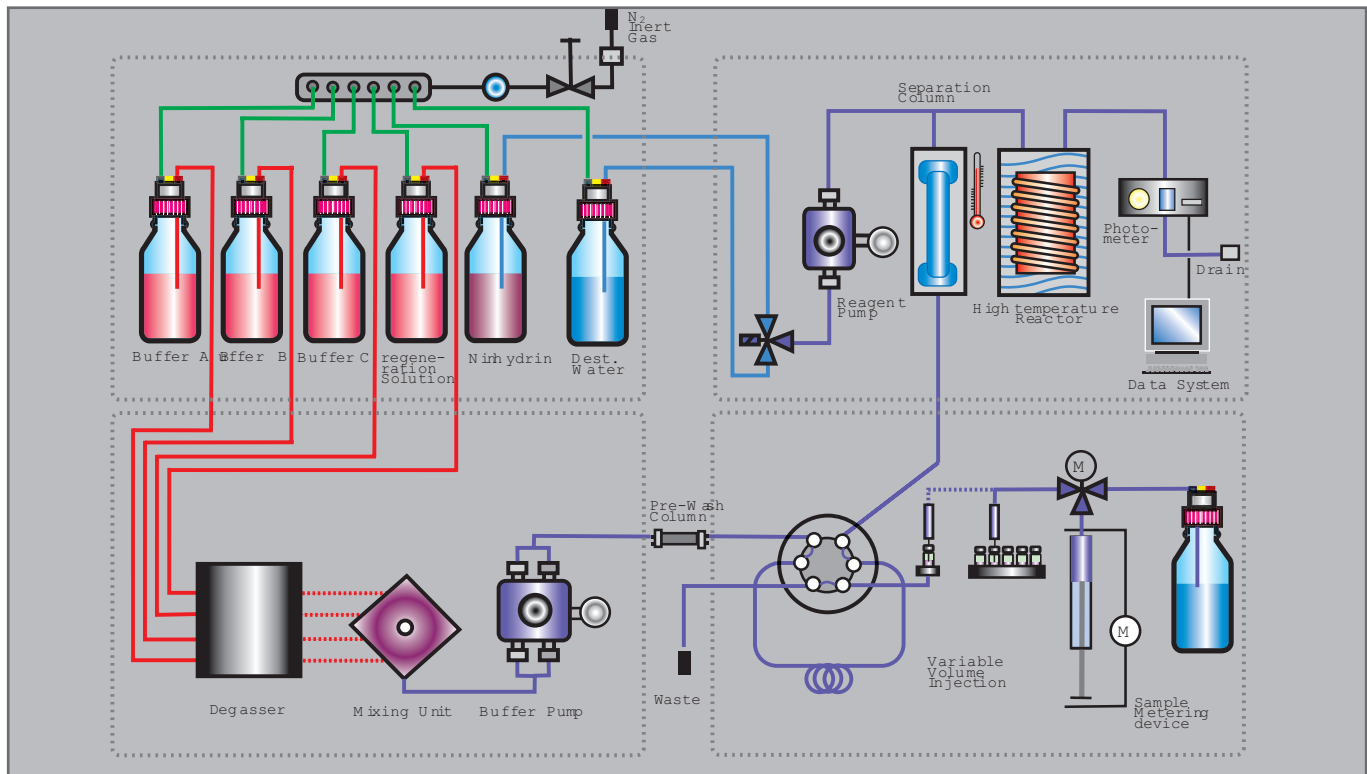 N₂
Inert
Gas
Separation
Column
Photo-
meter
Drain
Reagent
Pump
High temperature
Reactor
Buffer A
Buffer B
Buffer C
regene-
ration
Solution
Ninhydrin
Dest.
Water
Data System
M
Pre-Wash
Column
M
Variable
Volume
Injection
Waste
Sample
Metering
device
Degasser
Mixing Unit
Buffer Pump